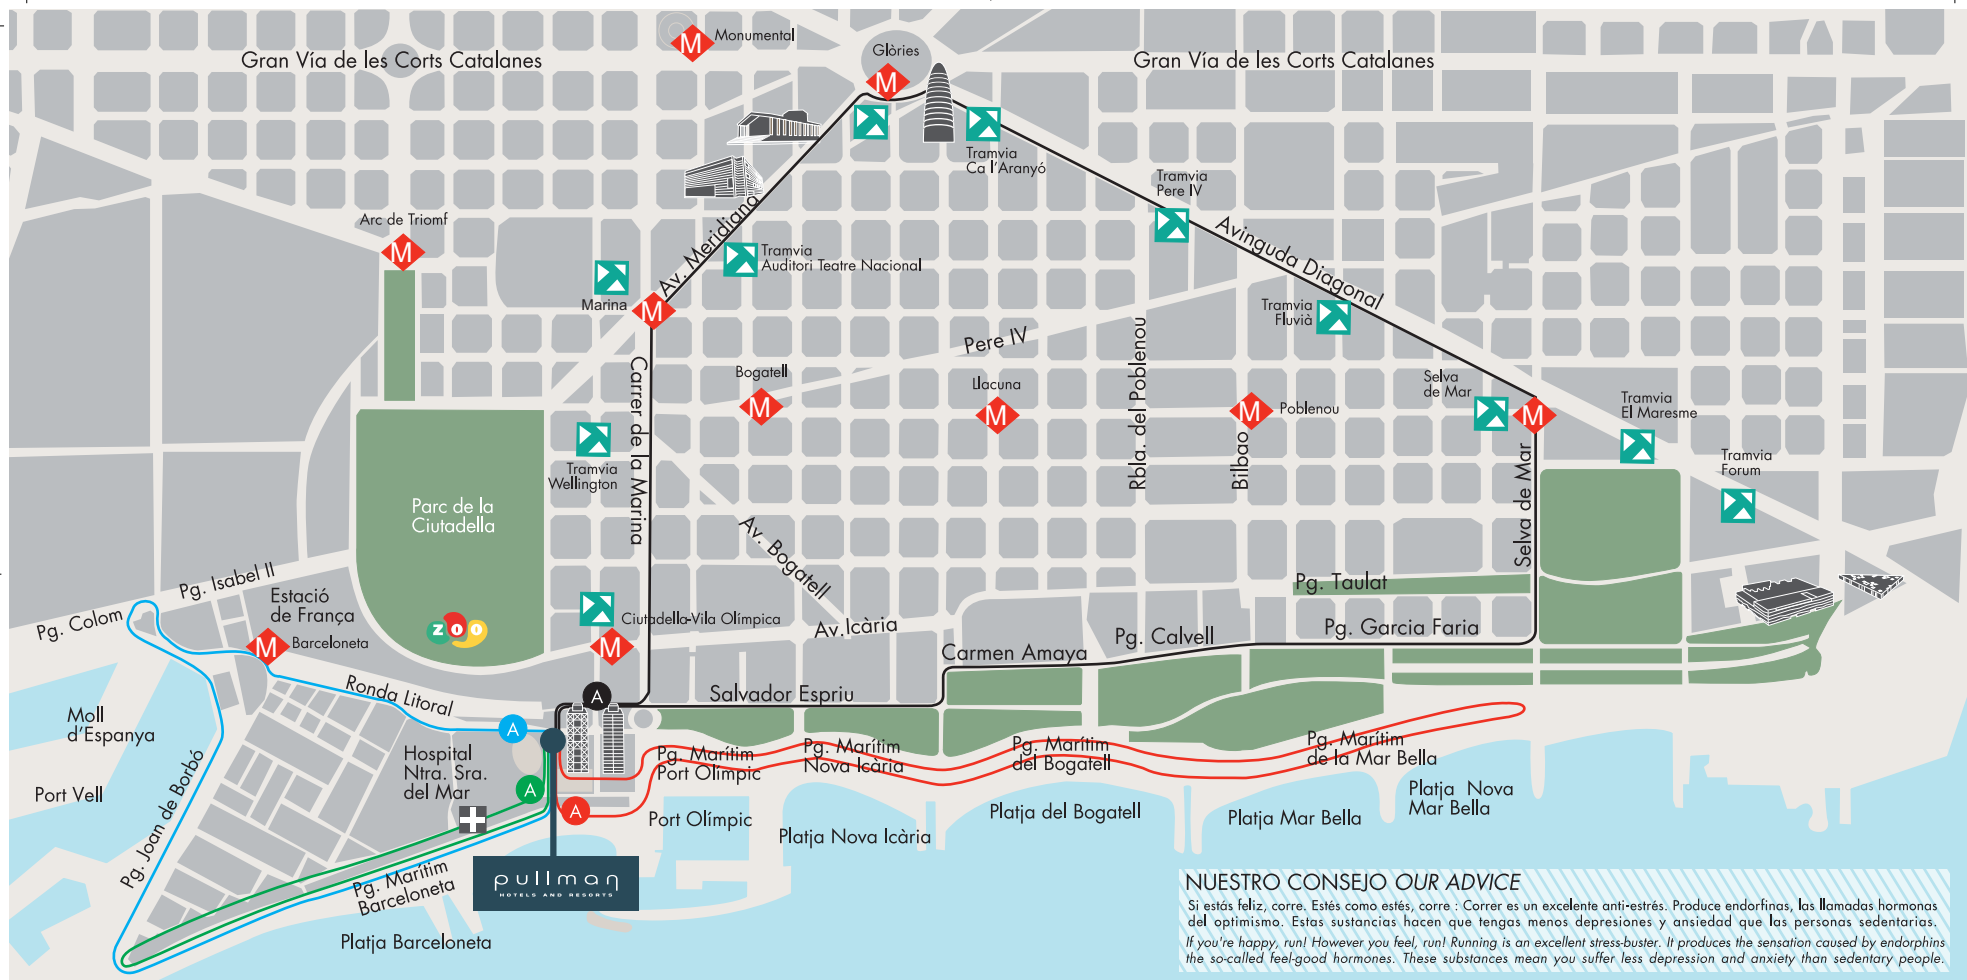 Monumental
Glòries
Gran Vía de les Corts Catalanes
Gran Vía de les Corts Catalanes
M
M
Tramvia
Ca l'Aranyó
Tramvia
Pere IV
Arc de Triomf
M
Av. Meridiana
Tramvia
Auditori Teatre Nacional
Avinguda Diagonal
Marina
M
Tramvia
Fluvià
Pere IV
Rbla. del Poblenou
Carrer de la Marina
Bogatell
M
Llacuna
M
M
Poblenou
Bilbao
Selva
de Mar
M
Tramvia
El Maresme
Tramvia
Wellington
Tramvia
Forum
Selva de Mar
Parc de la
Ciutadella
Av. Bogatell
Pg. Isabel II
Pg. Taulat
Estació
de França
Pg. Colom
zoo
Ciutadella-Vila Olímpica
M
Av.Icària
Pg. Calvell
Pg. Garcia Faria
M
Barceloneta
Carmen Amaya
Ronda Litoral
A
Salvador Espriu
Moll
d'Espanya
A
Hospital
Ntra. Sra.
del Mar
Pg. Marítim
Port Olímpic
Pg. Marítim
Nova Icària
Pg. Marítim
del Bogatell
Pg. Marítim
de la Mar Bella
Port Vell
Pg. Joan de Borbó
A
A
Port Olímpic
Platja Nova Icària
Platja del Bogatell
Platja Mar Bella
Platja Nova
Mar Bella
Pg. Marítim
Barceloneta
pullman
HOTELS AND RESORTS
Platja Barceloneta
NUESTRO CONSEJO OUR ADVICE
Si estás feliz, corre. Estés como estés, corre : Correr es un excelente anti-estrés. Produce endorfinas, las llamadas hormonas
del optimismo. Estas sustancias hacen que tengas menos depresiones y ansiedad que las personas sedentarias.
If you're happy, run! However you feel, run! Running is an excellent stress-buster. It produces the sensation caused by endorphins
the so-called feel-good hormones. These substances mean you suffer less depression and anxiety than sedentary people.